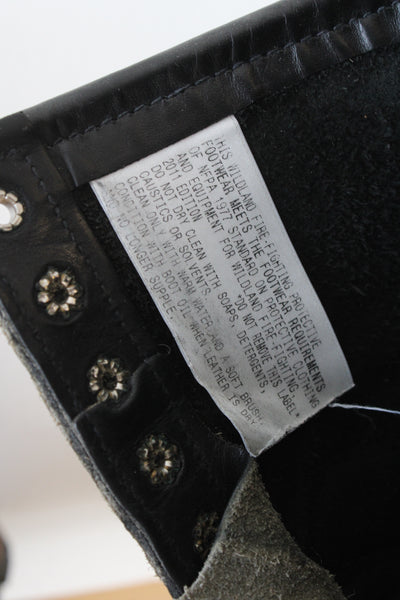 THIS WILDLAND FIRE FIGHTING PROTECTIVE
FOOTWEAR MEETS THE FOOTWEAR REQUIREMENTS
OF NFPA 1977 STANDARD ON PROTECTIVE CLOTHING
AND EQUIPMENT FOR WILDLAND FIRE FIGHTING,
2011 EDITION. "DO NOT REMOVE THIS LABEL"
DO NOT DRY CLEAN WITH SOAPS, DETERGENTS,
CAUSTICS OR SOLVENTS.
CLEAN ONLY WITH WARM WATER AND A SOFT BRUSH
CONDITION WITH BOOT OIL WHEN LEATHER IS DRY
AND NO LONGER SUPPLE.